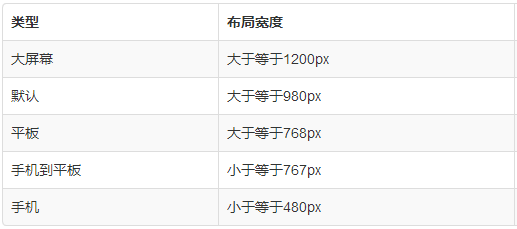 类型 布局宽度
大屏幕 大于等于1200px
默认 大于等于980px
平板 大于等于768px
手机到平板 小于等于767px
手机 小于等于480px